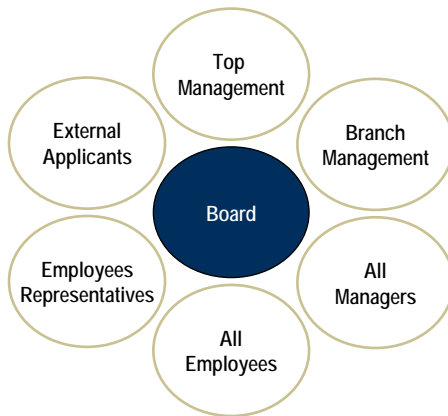 Top
Management
External
Applicants
Branch
Management
Board
Employees
Representatives
All
Managers
All
Employees